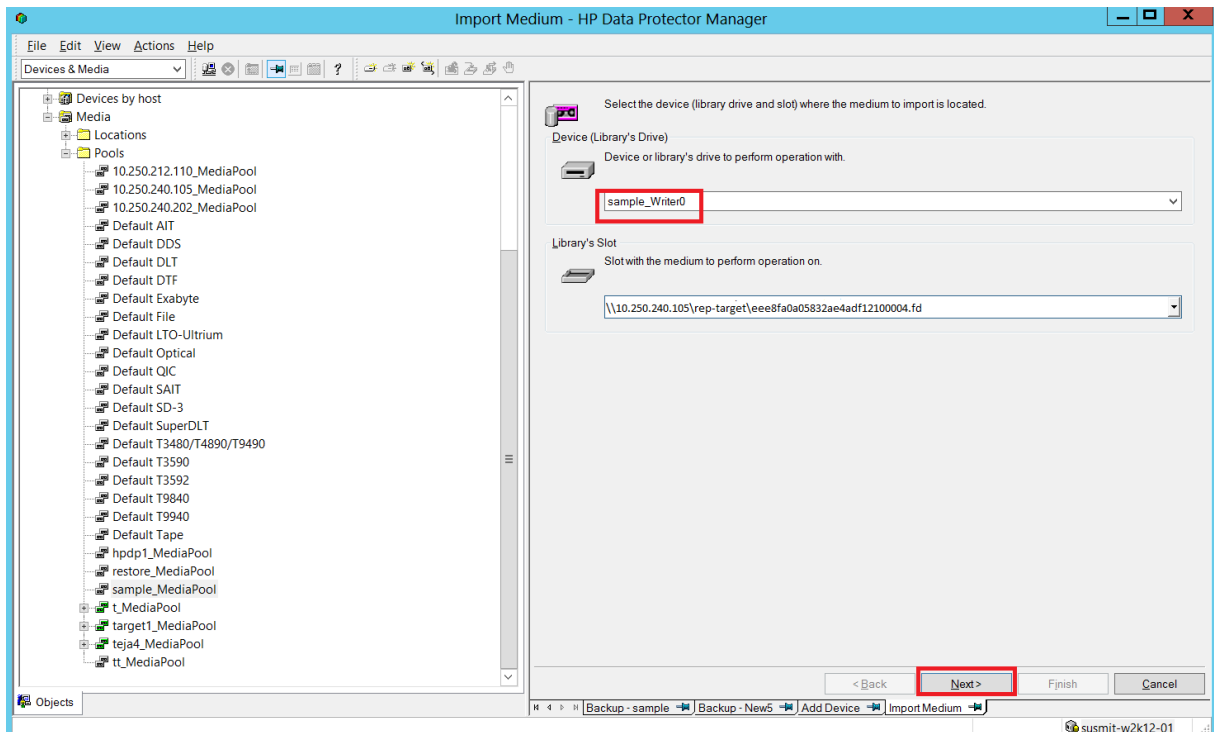 Import Medium - HP Data Protector Manager
File Edit View Actions Help
Devices & Media
Devices by host
Media
Locations
Pools
10.250.212.110_MediaPool
10.250.240.105_MediaPool
10.250.240.202_MediaPool
Default AIT
Default DDS
Default DLT
Default DTF
Default Exabyte
Default File
Default LTO-Ultrium
Default Optical
Default QIC
Default SAIT
Default SD-3
Default SuperDLT
Default T3480/T4890/T9490
Default T3590
Default T3592
Default T9840
Default T9940
Default Tape
hpdp1_MediaPool
restore_MediaPool
sample_MediaPool
t_MediaPool
target1_MediaPool
teja4_MediaPool
tt_MediaPool
Objects
Select the device (library drive and slot) where the medium to import is located.
Device (Library's Drive)
Device or library's drive to perform operation with.
sample_Writer0
Library's Slot
Slot with the medium to perform operation on.
\\10.250.240.105\rep-target\eee8fa0a05832ae4adf12100004.fd
<Back Next> Finish Cancel
Backup - sample Backup - New5 Add Device Import Medium
susmit-w2k12-01